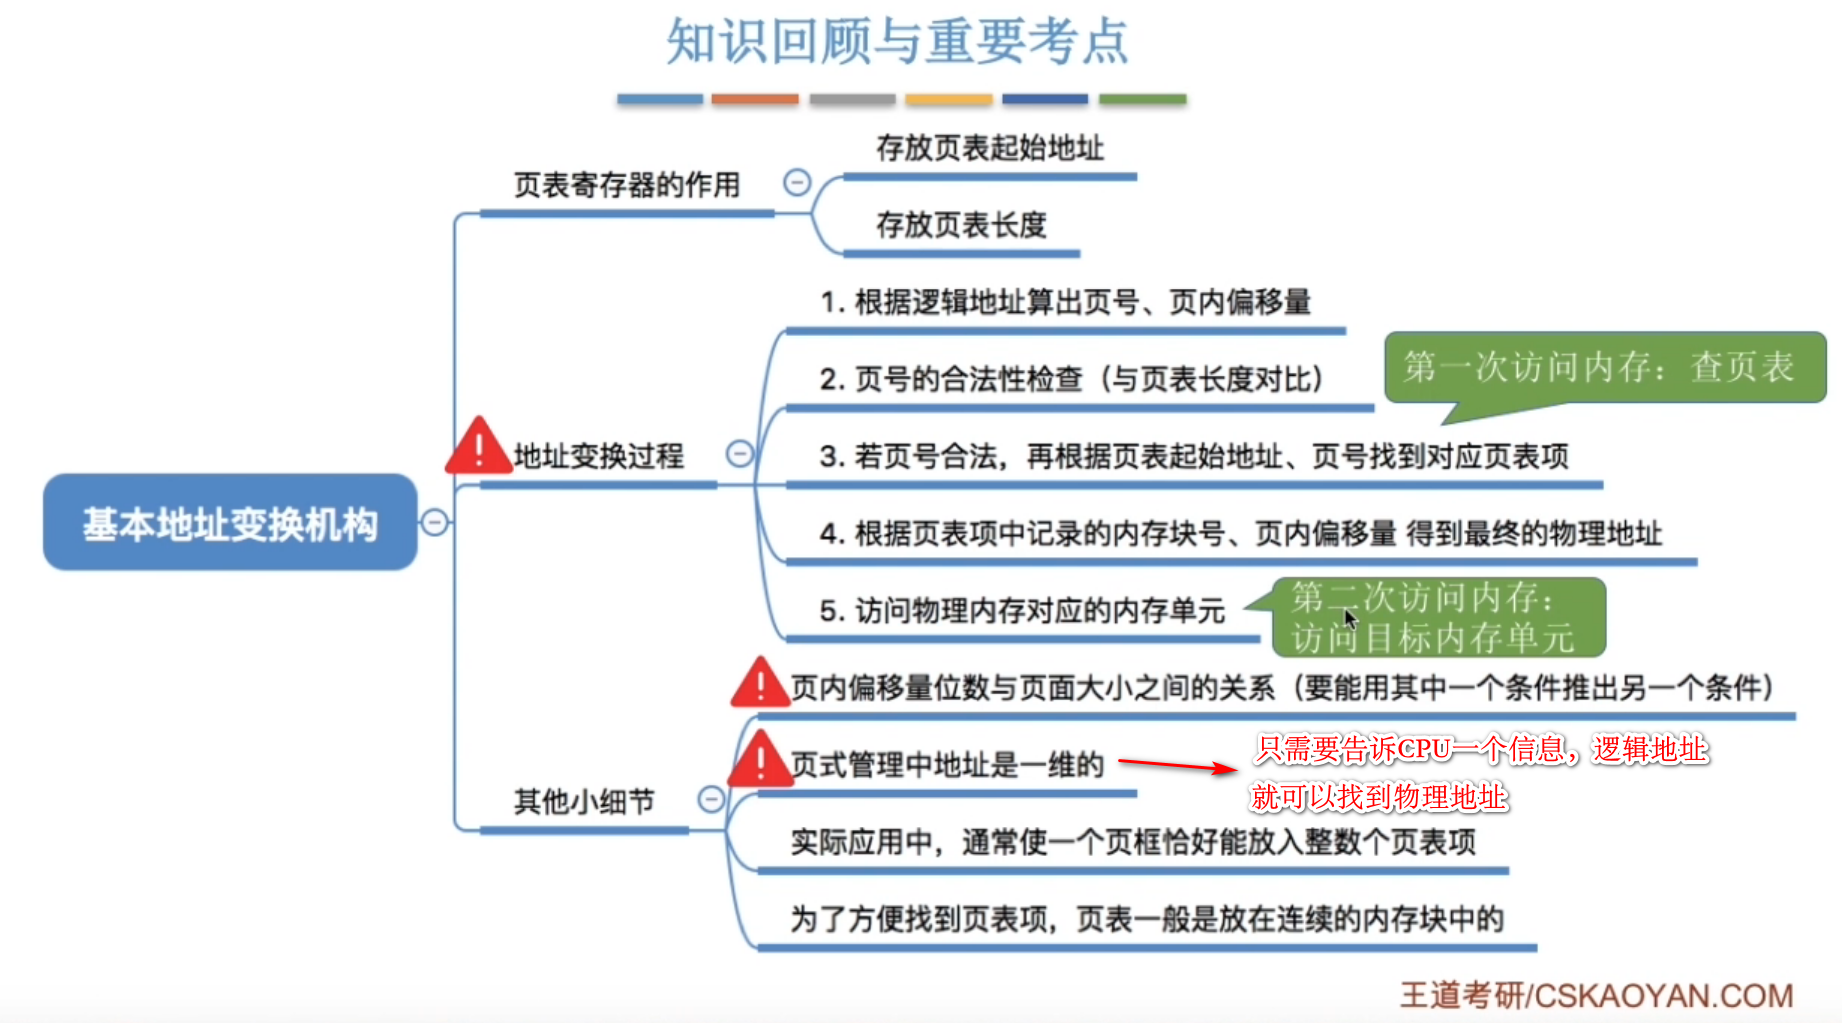 知识回顾与重要考点
基本地址变换机构
页表寄存器的作用
存放页表起始地址
存放页表长度
地址变换过程
1. 根据逻辑地址算出页号、页内偏移量
2. 页号的合法性检查（与页表长度对比）
3. 若页号合法，再根据页表起始地址、页号找到对应页表项
第一次访问内存：查页表
4. 根据页表项中记录的内存块号、页内偏移量 得到最终的物理地址
5. 访问物理内存对应的内存单元
第二次访问内存：
访问目标内存单元
其他小细节
页内偏移量位数与页面大小之间的关系（要能用其中一个条件推出另一个条件）
页式管理中地址是一维的
只需要告诉CPU一个信息，逻辑地址
就可以找到物理地址
实际应用中，通常使一个页框恰好能放入整数个页表项
为了方便找到页表项，页表一般是放在连续的内存块中的
王道考研/CSKAOYAN.COM